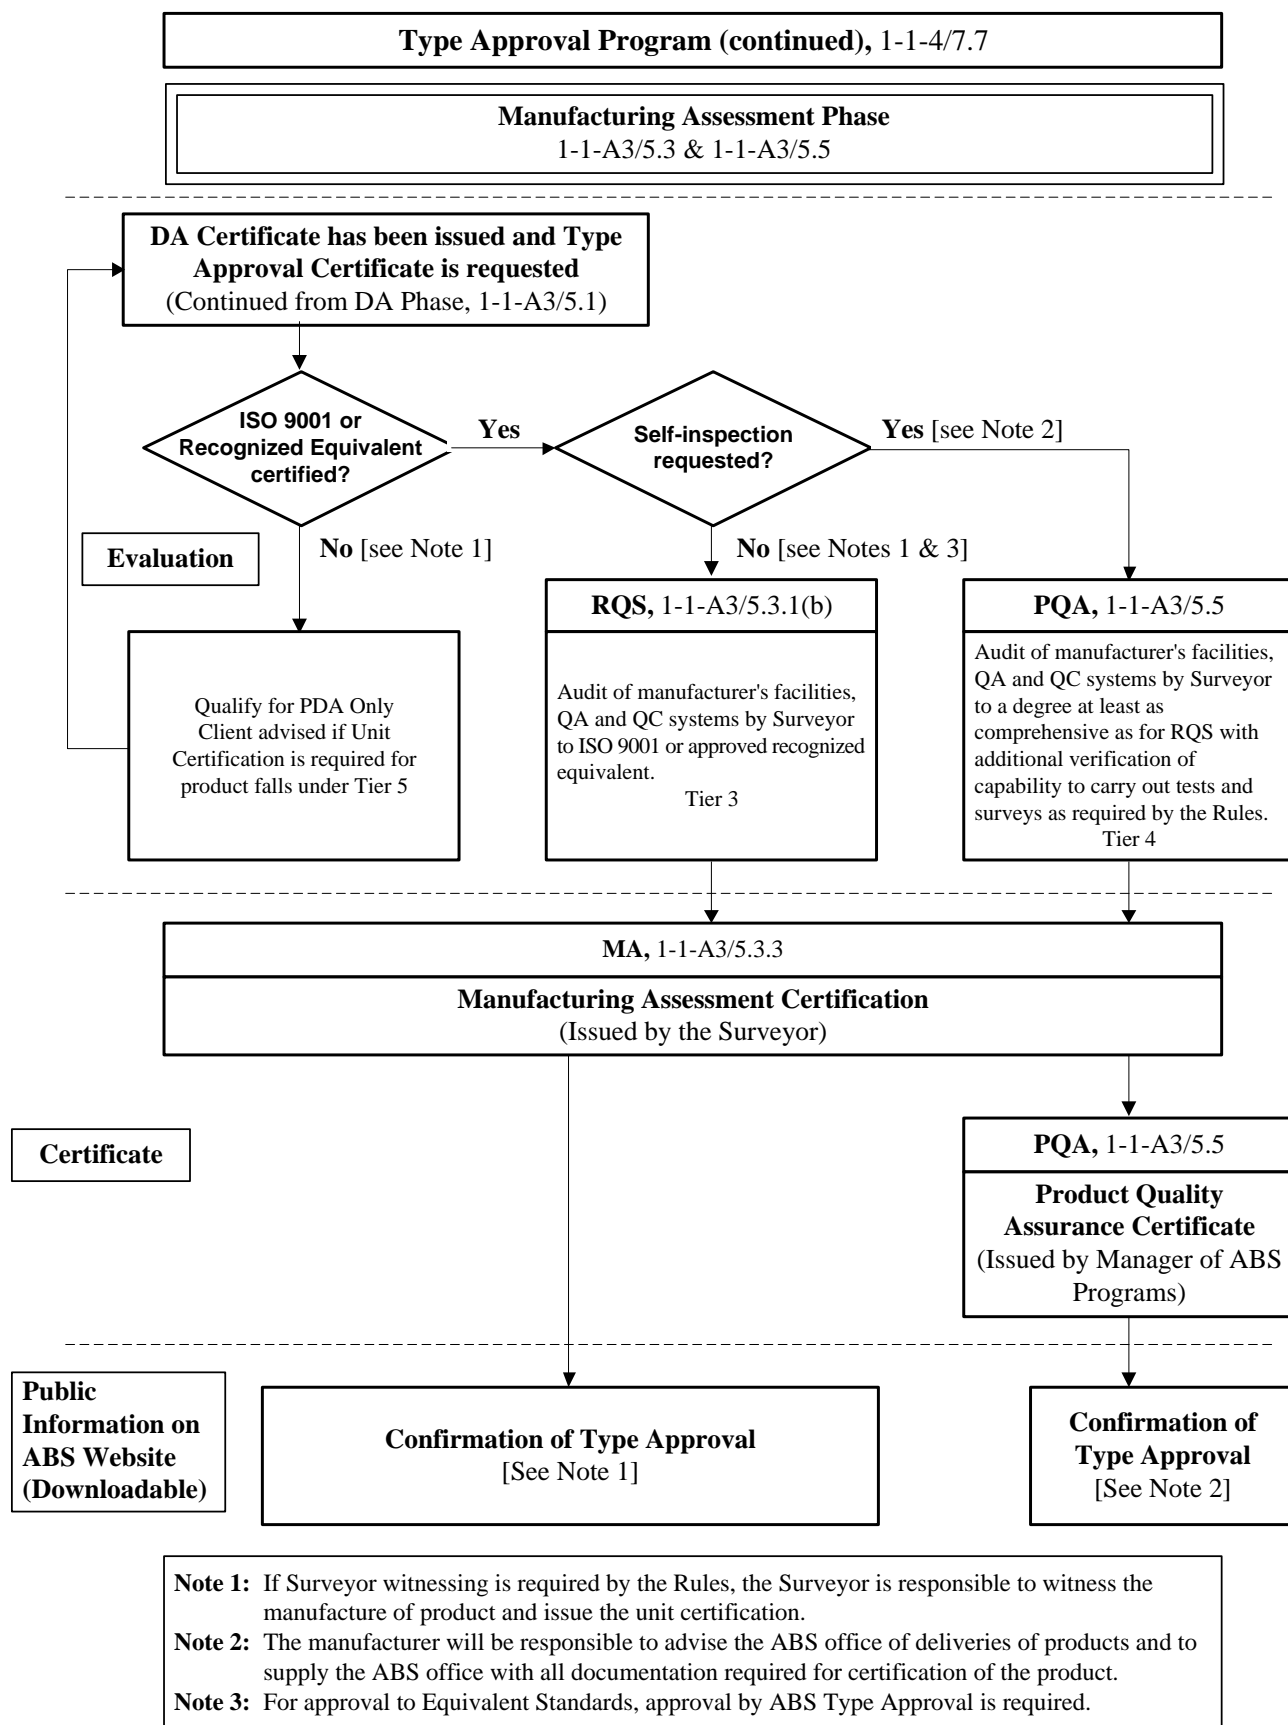 Type Approval Program (continued), 1-1-4/7.7
Manufacturing Assessment Phase
1-1-A3/5.3 & 1-1-A3/5.5
DA Certificate has been issued and Type
Approval Certificate is requested
(Continued from DA Phase, 1-1-A3/5.1)
ISO 9001 or
Recognized Equivalent
certified?
Yes
Self-inspection
requested?
Yes [see Note 2]
Evaluation
No [see Note 1]
No [see Notes 1 & 3]
Qualify for PDA Only
Client advised if Unit
Certification is required for
product falls under Tier 5
RQS, 1-1-A3/5.3.1(b)
Audit of manufacturer's facilities,
QA and QC systems by Surveyor
to ISO 9001 or approved recognized
equivalent.
Tier 3
PQA, 1-1-A3/5.5
Audit of manufacturer's facilities,
QA and QC systems by Surveyor
to a degree at least as
comprehensive as for RQS with
additional verification of
capability to carry out tests and
surveys as required by the Rules.
Tier 4
MA, 1-1-A3/5.3.3
Manufacturing Assessment Certification
(Issued by the Surveyor)
Certificate
PQA, 1-1-A3/5.5
Product Quality
Assurance Certificate
(Issued by Manager of ABS
Programs)
Public
Information on
ABS Website
(Downloadable)
Confirmation of Type Approval
[See Note 1]
Confirmation of
Type Approval
[See Note 2]
Note 1: If Surveyor witnessing is required by the Rules, the Surveyor is responsible to witness the
manufacture of product and issue the unit certification.
Note 2: The manufacturer will be responsible to advise the ABS office of deliveries of products and to
supply the ABS office with all documentation required for certification of the product.
Note 3: For approval to Equivalent Standards, approval by ABS Type Approval is required.